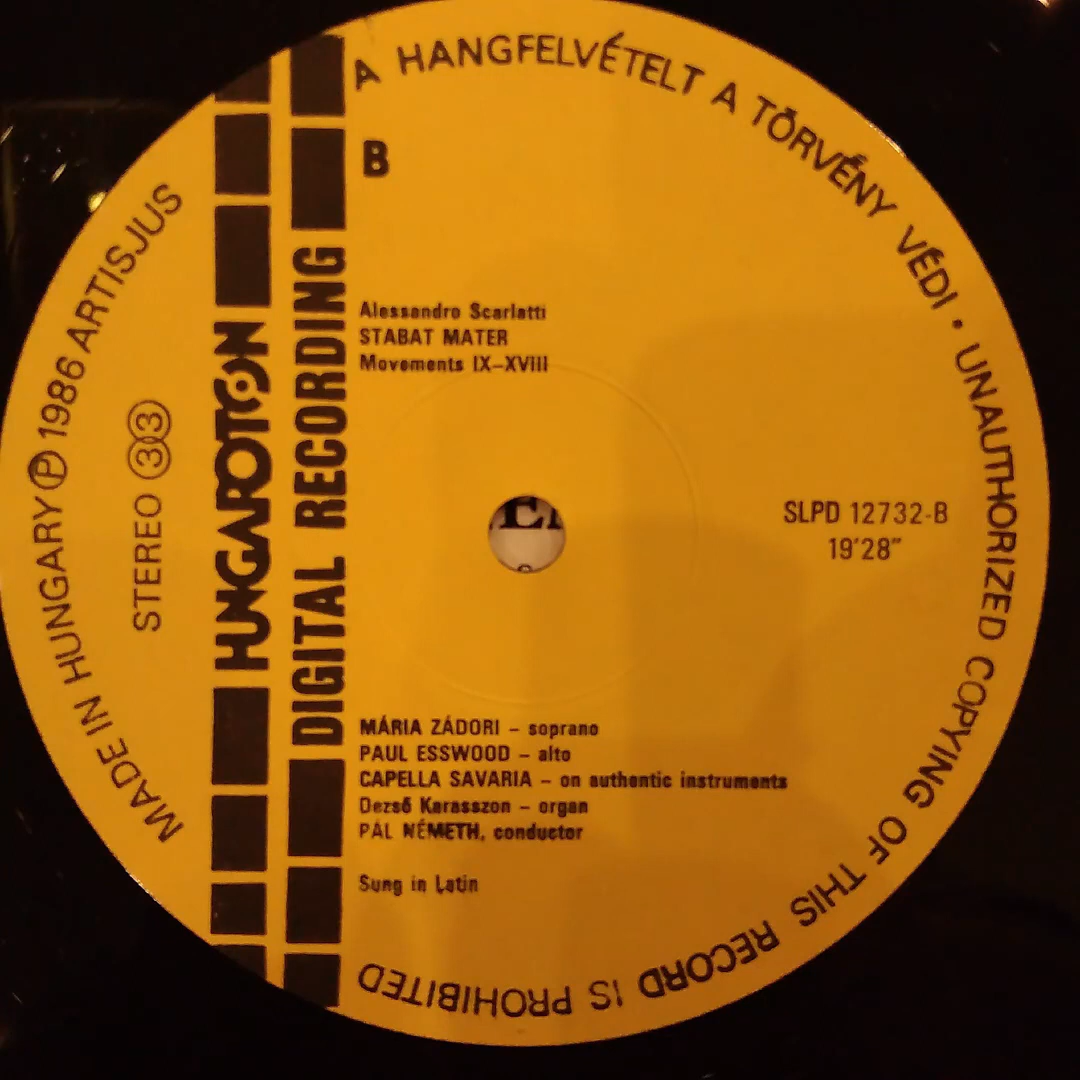 A HANGFELVÉTELT A TÖRVÉNY VÉDI • UNAUTHORIZED COPYING OF THIS RECORD IS PROHIBITED
MADE IN HUNGARY Ⓟ 1986 ARTISJUS
STEREO 33
HUNGAROTON
DIGITAL RECORDING
B
Alessandro Scarlatti
STABAT MATER
Movements IX–XVIII
SLPD 12732-B
19'28"
MÁRIA ZÁDORI – soprano
PAUL ESSWOOD – alto
CAPELLA SAVARIA – on authentic instruments
Dezső Karasszon – organ
PÁL NÉMETH, conductor
Sung in Latin